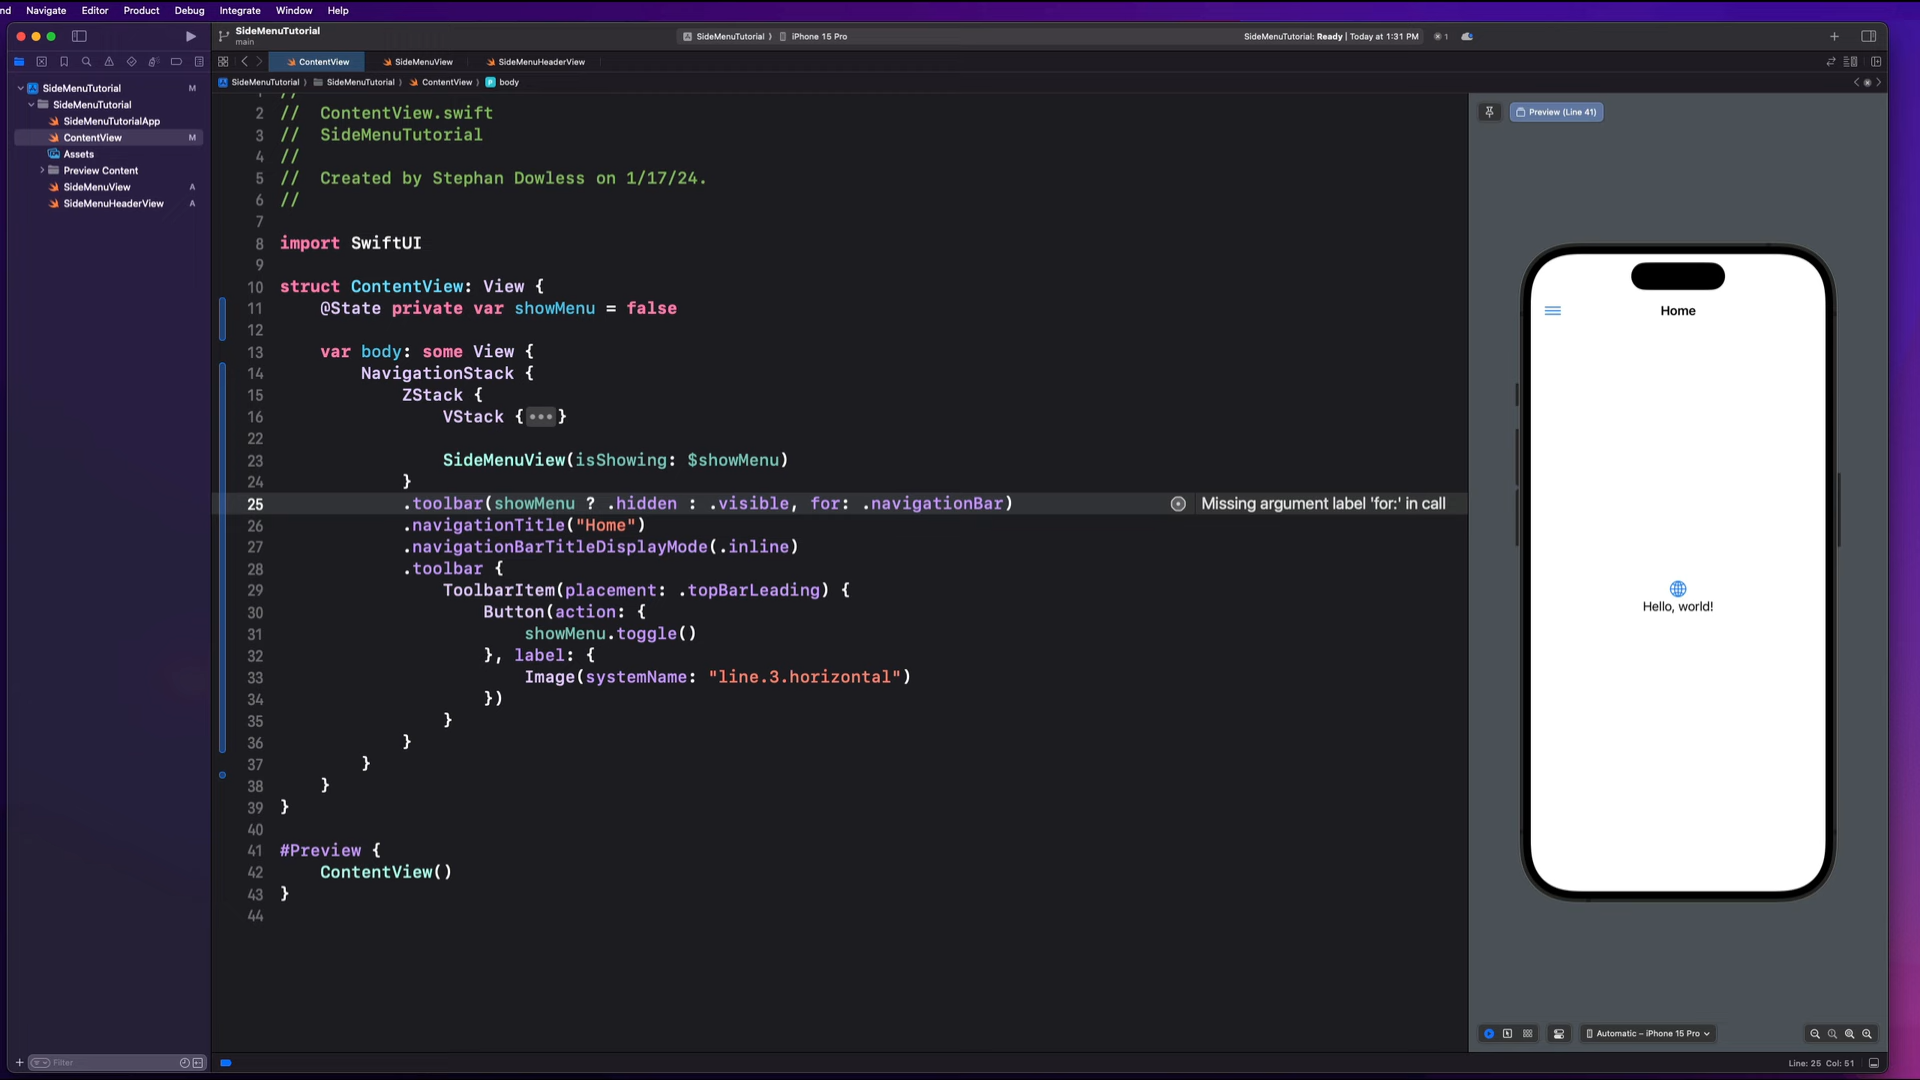 nd Navigate Editor Product Debug Integrate Window Help
SideMenuTutorial
main
SideMenuTutorial 〉 iPhone 15 Pro
SideMenuTutorial: Ready | Today at 1:31 PM
1
ContentView SideMenuView SideMenuHeaderView
SideMenuTutorial 〉 SideMenuTutorial 〉 ContentView 〉 body
SideMenuTutorial M
SideMenuTutorial
SideMenuTutorialApp
ContentView M
Assets
Preview Content
SideMenuView A
SideMenuHeaderView A
Filter
1 //
2 // ContentView.swift
3 // SideMenuTutorial
4 //
5 // Created by Stephan Dowless on 1/17/24.
6 //
7
8 import SwiftUI
9
10 struct ContentView: View {
11 @State private var showMenu = false
12
13 var body: some View {
14 NavigationStack {
15 ZStack {
16 VStack {•••}
22
23 SideMenuView(isShowing: $showMenu)
24 }
25 .toolbar(showMenu ? .hidden : .visible, for: .navigationBar) Missing argument label 'for:' in call
26 .navigationTitle("Home")
27 .navigationBarTitleDisplayMode(.inline)
28 .toolbar {
29 ToolbarItem(placement: .topBarLeading) {
30 Button(action: {
31 showMenu.toggle()
32 }, label: {
33 Image(systemName: "line.3.horizontal")
34 })
35 }
36 }
37 }
38 }
39 }
40
41 #Preview {
42 ContentView()
43 }
44
Preview (Line 41)
Home
Hello, world!
Automatic – iPhone 15 Pro
Line: 25 Col: 51